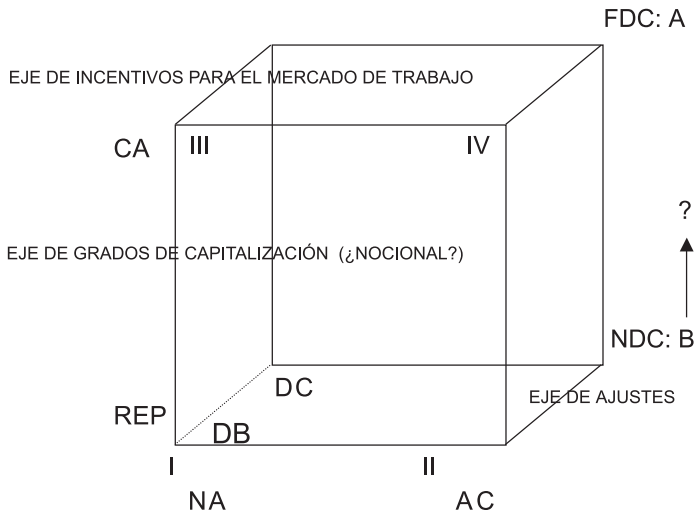 FDC: A
EJE DE INCENTIVOS PARA EL MERCADO DE TRABAJO
CA III IV
?
EJE DE GRADOS DE CAPITALIZACIÓN (¿NOCIONAL?)
NDC: B
DC
EJE DE AJUSTES
REP
DB
I II
NA AC